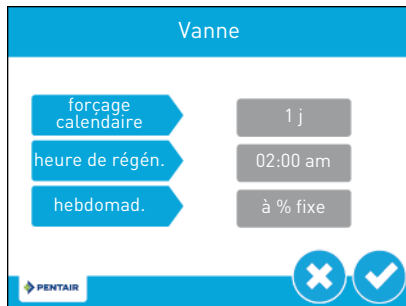 Vanne
forçage
calendaire
1 j
heure de régén.
02:00 am
hebdomad.
à % fixe
PENTAIR